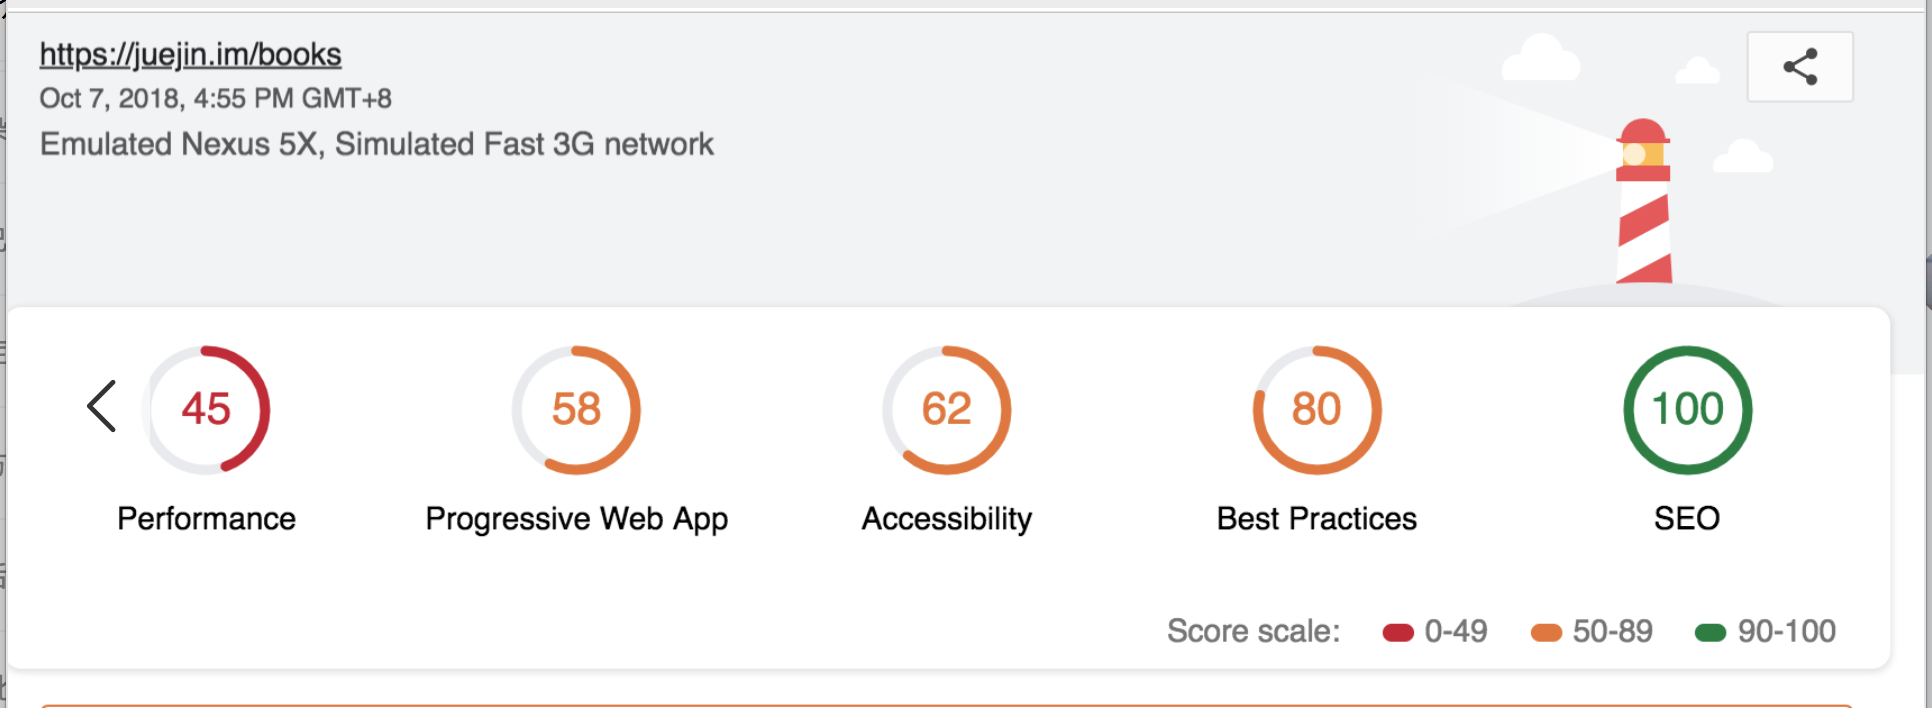 https://juejin.im/books
Oct 7, 2018, 4:55 PM GMT+8
Emulated Nexus 5X, Simulated Fast 3G network
45 58 62 80 100
Performance Progressive Web App Accessibility Best Practices SEO
Score scale: 0-49 50-89 90-100